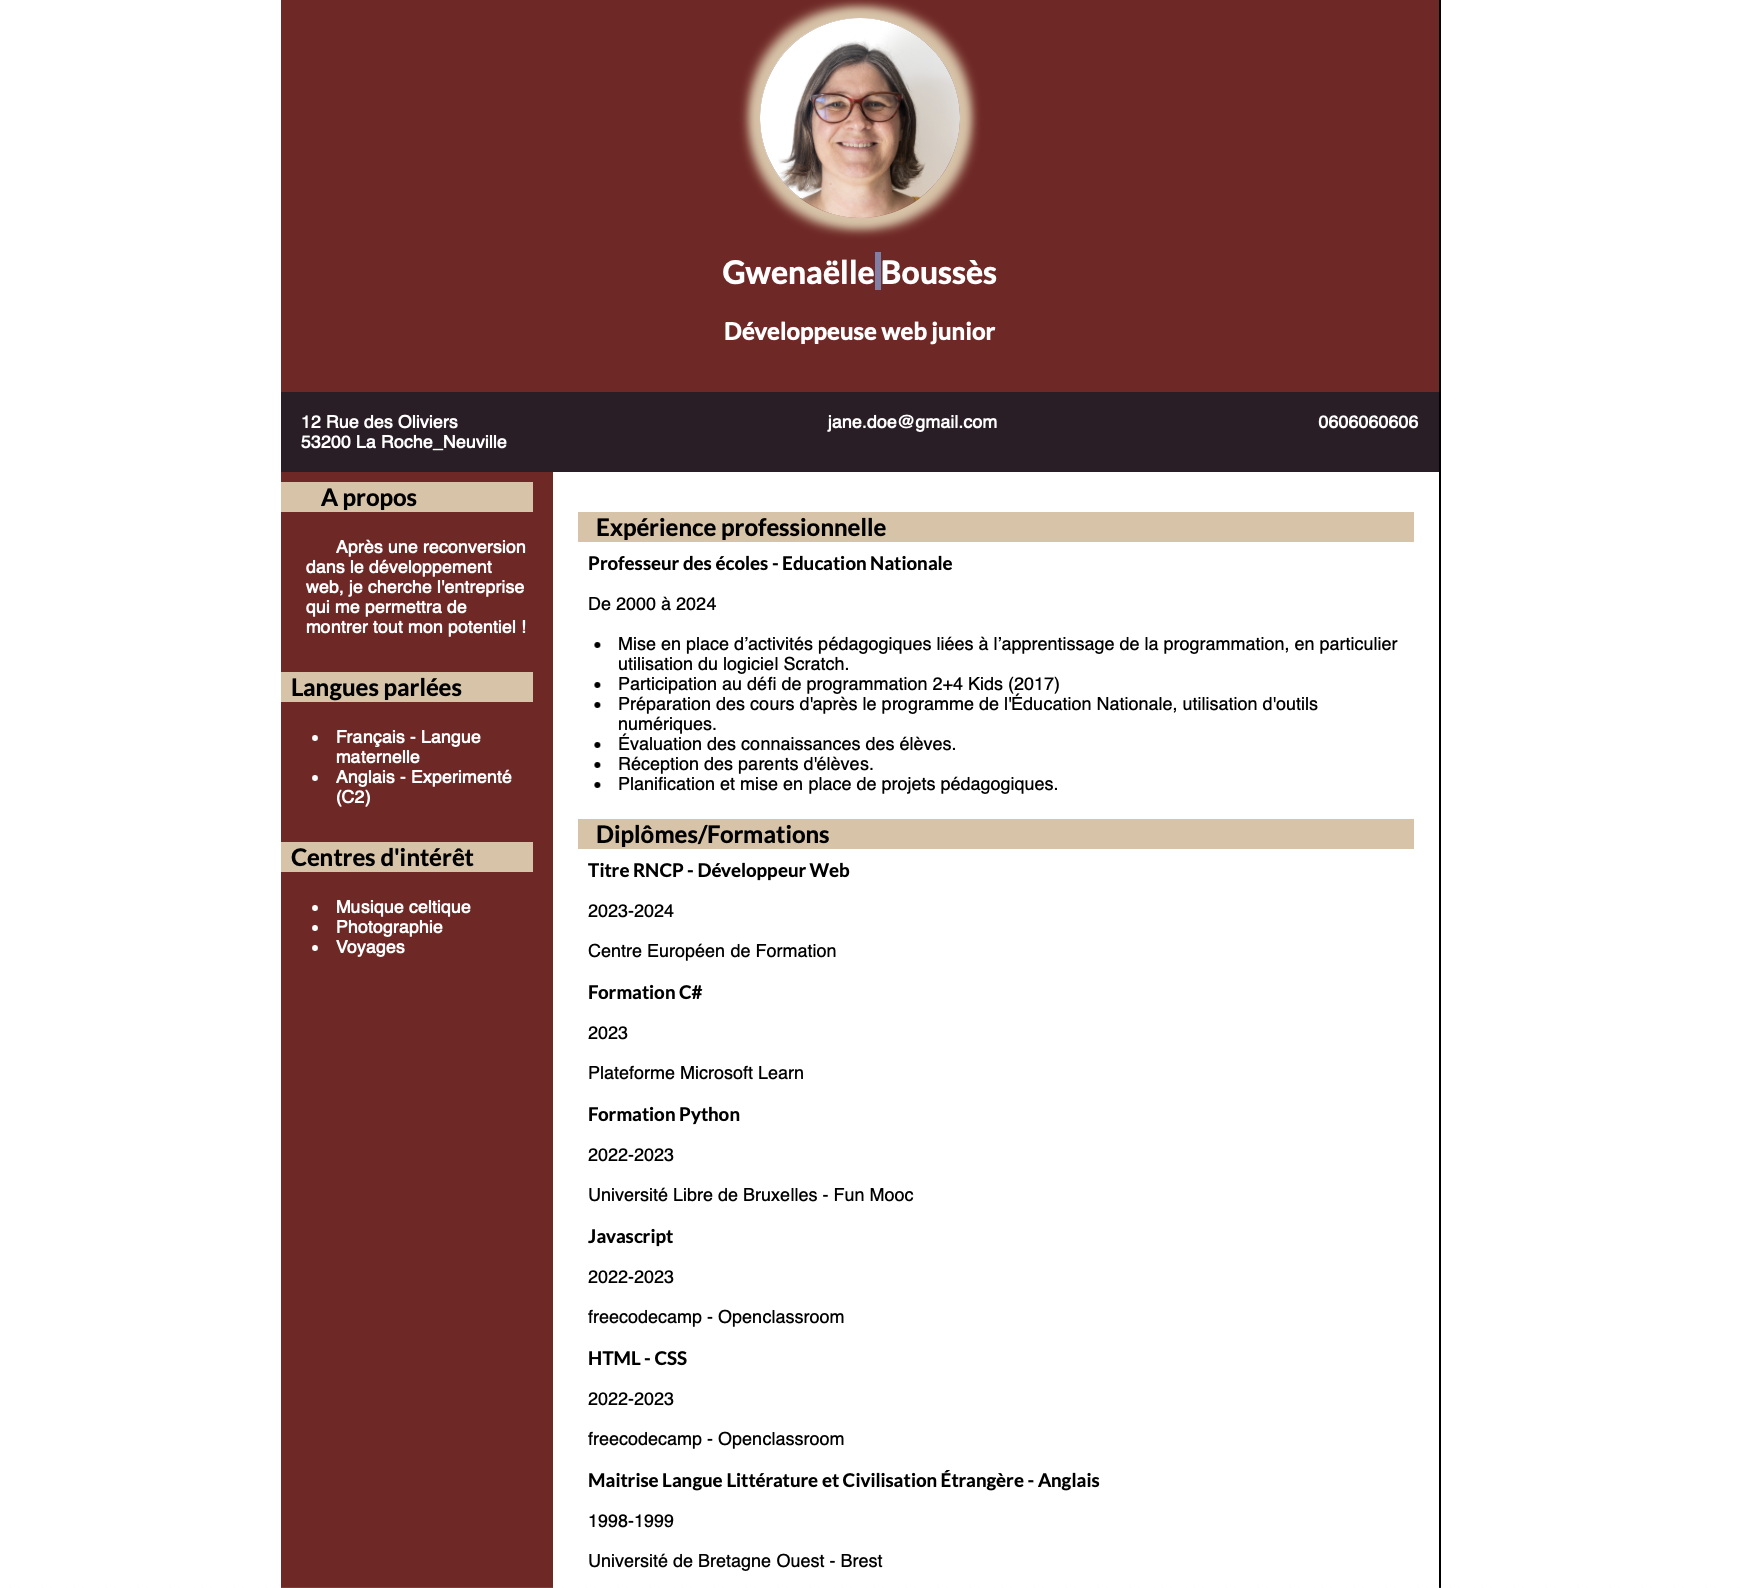 Gwenaëlle Boussès
Développeuse web junior
12 Rue des Oliviers
53200 La Roche_Neuville
jane.doe@gmail.com
0606060606
A propos
Après une reconversion
dans le développement
web, je cherche l'entreprise
qui me permettra de
montrer tout mon potentiel !
Langues parlées
• Français - Langue
maternelle
• Anglais - Experimenté
(C2)
Centres d'intérêt
• Musique celtique
• Photographie
• Voyages
Expérience professionnelle
Professeur des écoles - Education Nationale
De 2000 à 2024
• Mise en place d’activités pédagogiques liées à l’apprentissage de la programmation, en particulier
utilisation du logiciel Scratch.
• Participation au défi de programmation 2+4 Kids (2017)
• Préparation des cours d'après le programme de l'Éducation Nationale, utilisation d'outils
numériques.
• Évaluation des connaissances des élèves.
• Réception des parents d'élèves.
• Planification et mise en place de projets pédagogiques.
Diplômes/Formations
Titre RNCP - Développeur Web
2023-2024
Centre Européen de Formation
Formation C#
2023
Plateforme Microsoft Learn
Formation Python
2022-2023
Université Libre de Bruxelles - Fun Mooc
Javascript
2022-2023
freecodecamp - Openclassroom
HTML - CSS
2022-2023
freecodecamp - Openclassroom
Maitrise Langue Littérature et Civilisation Étrangère - Anglais
1998-1999
Université de Bretagne Ouest - Brest